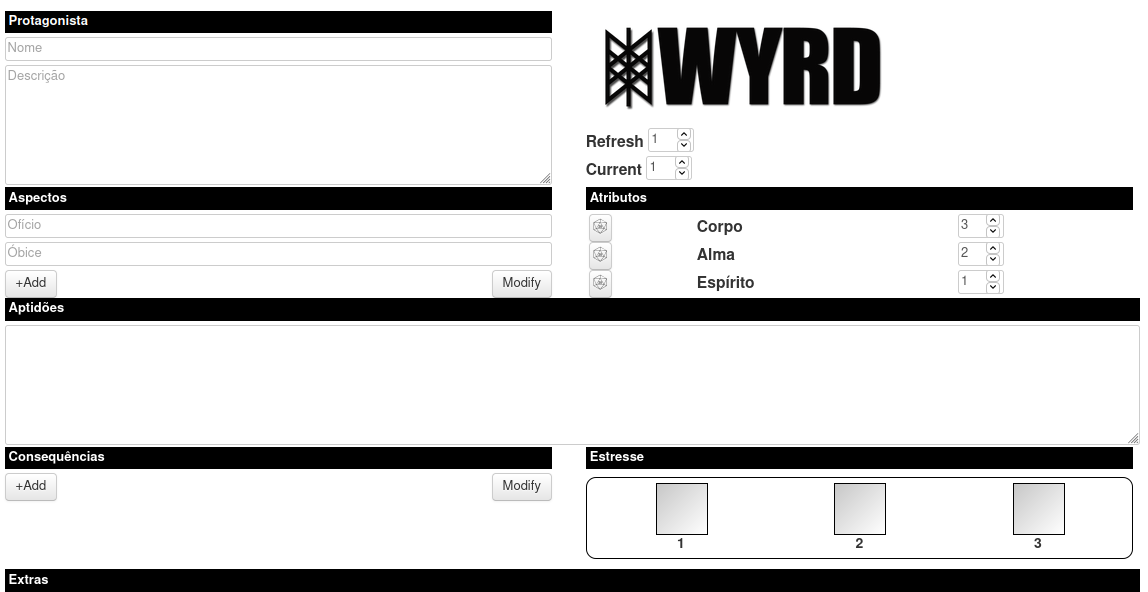 Protagonista
Nome
Descrição
WYRD
Refresh 1
Current 1
Aspectos
Ofício
Óbice
+Add Modify
Atributos
Corpo 3
Alma 2
Espírito 1
Aptidões
Consequências
+Add Modify
Estresse
1 2 3
Extras